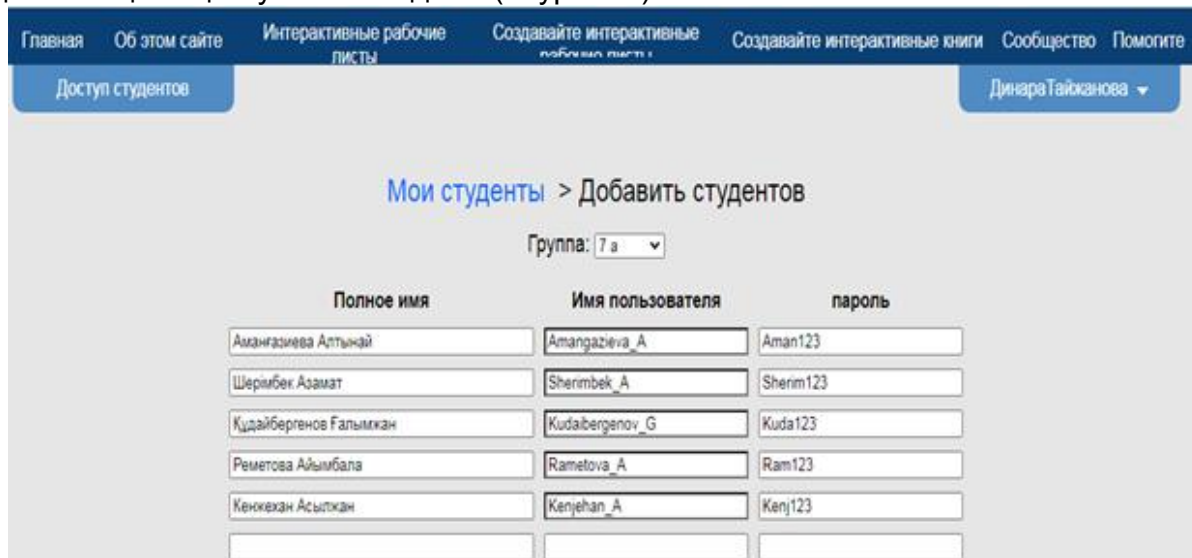 Главная Об этом сайте Интерактивные рабочие листы Создавайте интерактивные рабочие листы Создавайте интерактивные книги Сообщество Помогите
Доступ студентов ДинараТайжанова
Мои студенты > Добавить студентов
Группа: 7 а
Полное имя Имя пользователя пароль
Аманғазиева Алтынай Amangazieva_A Aman123
Шерімбек Азамат Sherimbek_A Sherim123
Құдайбергенов Ғалымжан Kudaibergenov_G Kuda123
Реметова Айымбала Rametova_A Ram123
Кенжехан Асылжан Kenjehan_A Kenj123